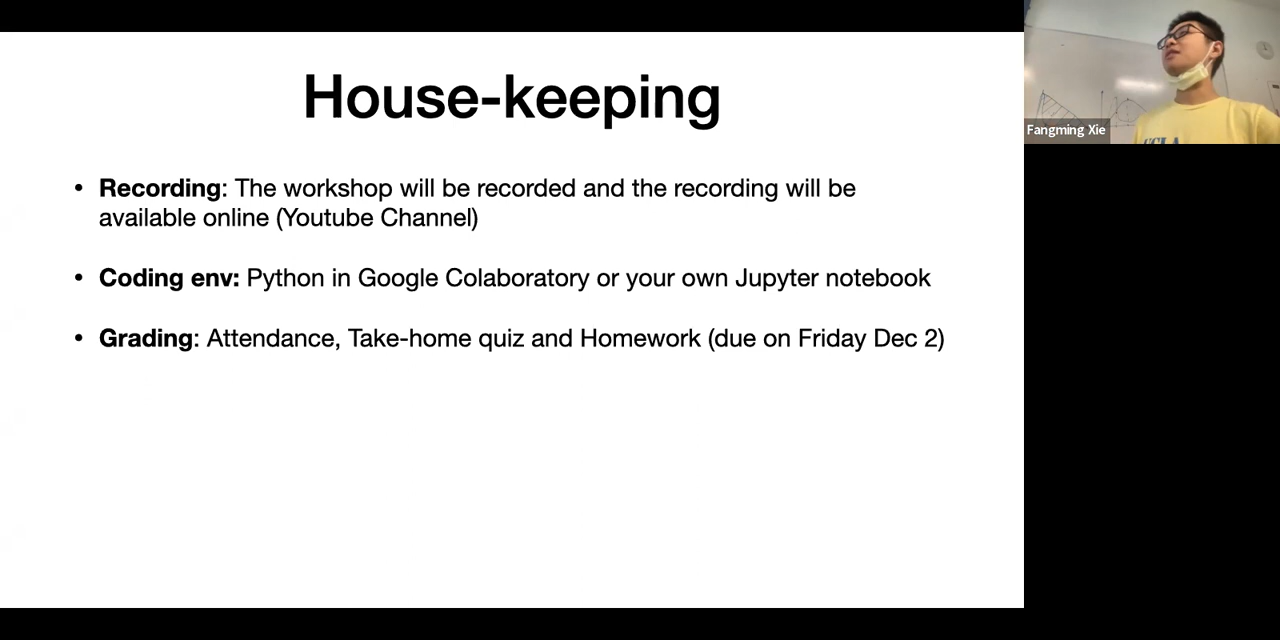 House-keeping
• Recording: The workshop will be recorded and the recording will be
available online (Youtube Channel)
• Coding env: Python in Google Colaboratory or your own Jupyter notebook
• Grading: Attendance, Take-home quiz and Homework (due on Friday Dec 2)
Fangming Xie